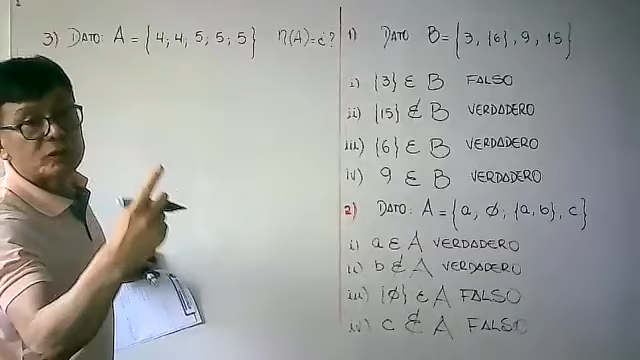 3) DATO: A = {4; 4; 5; 5; 5} n(A)=¿?
1) DATO B = {3, {6}, 9, 15}
i) {3} ∈ B FALSO
ii) {15} ∉ B VERDADERO
iii) {6} ∈ B VERDADERO
iv) 9 ∈ B VERDADERO
2) DATO: A = {a, ø, {a, b}, c}
i) a ∈ A VERDADERO
ii) b ∉ A VERDADERO
iii) {ø} ∈ A FALSO
iv) c ∉ A FALSO